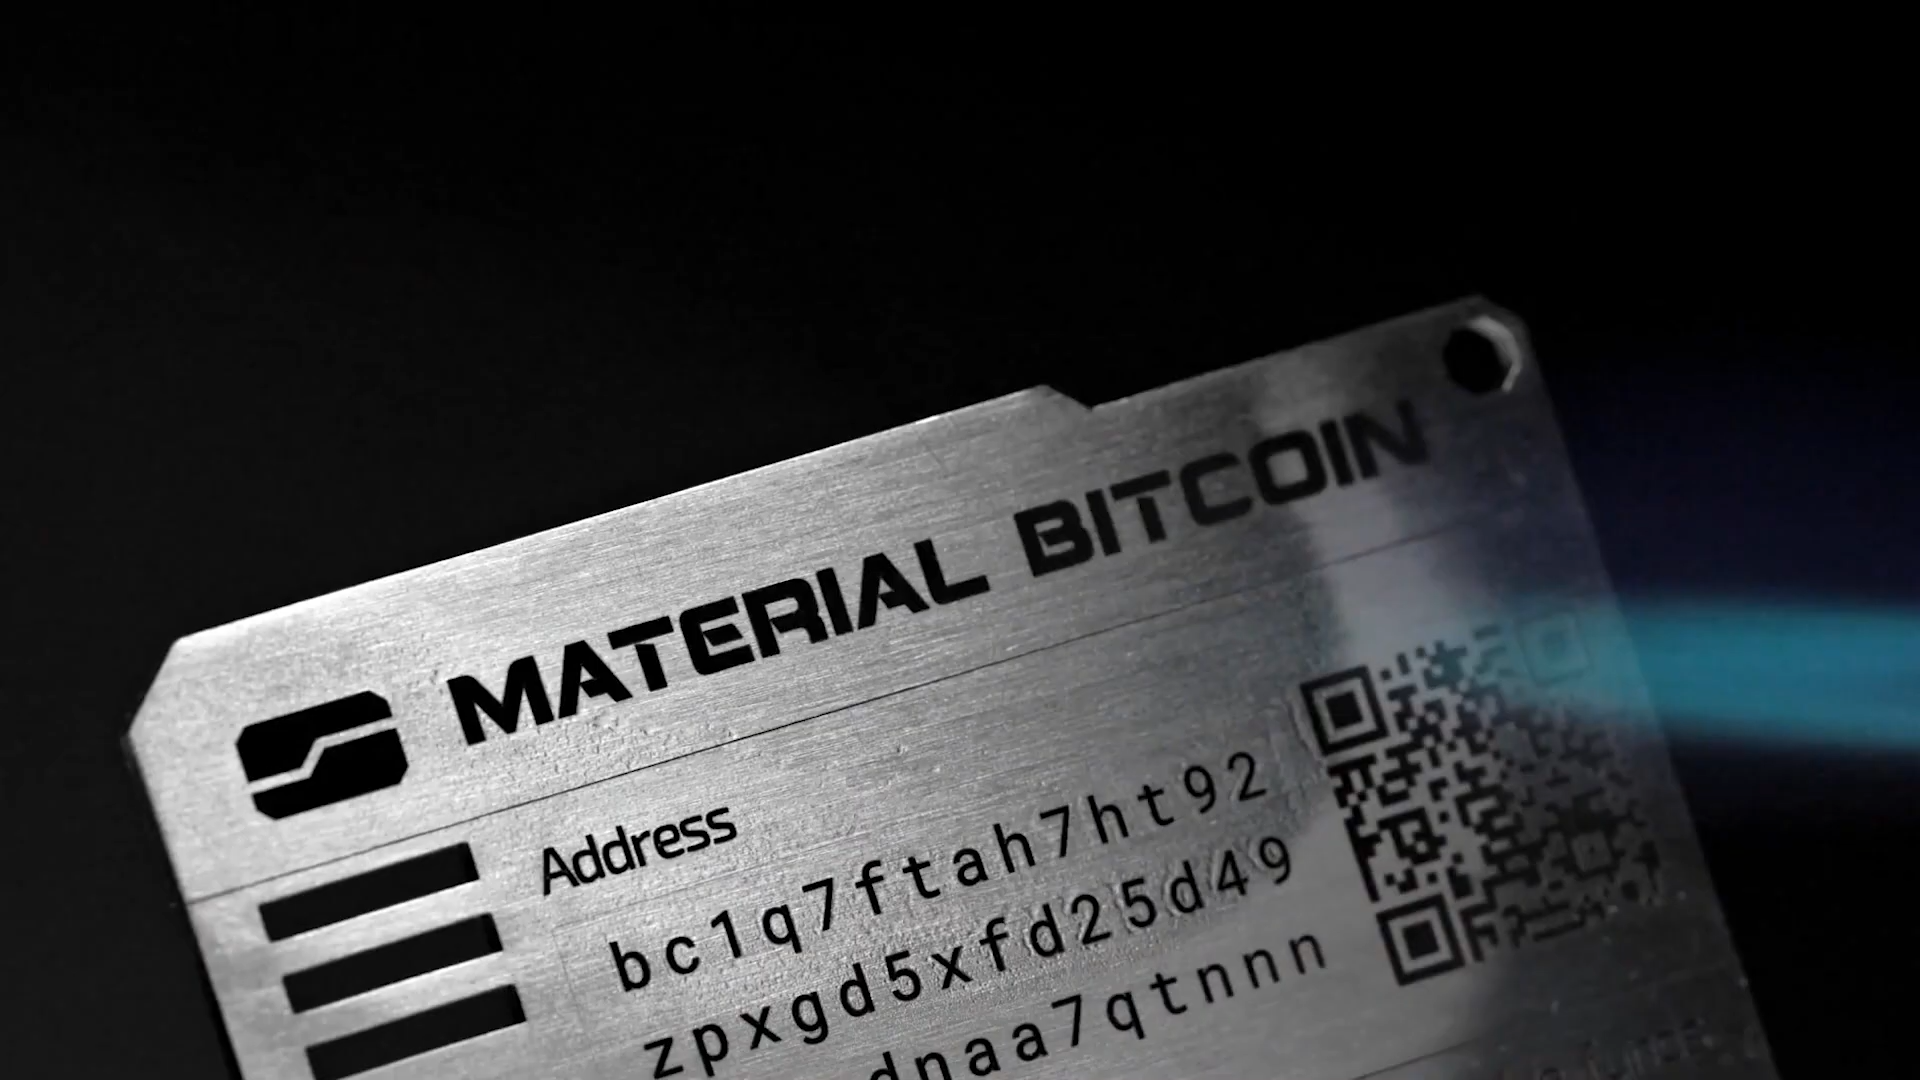 MATERIAL BITCOIN
Address
bc1q7ftah7ht92
zpxgd5xfd25d49
dnaa7qtnnn